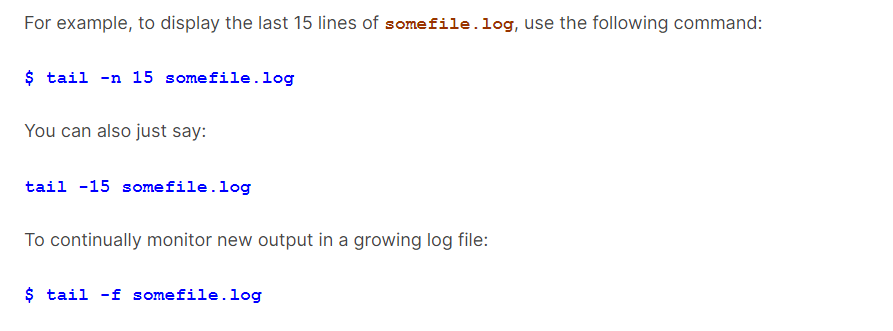 For example, to display the last 15 lines of somefile.log, use the following command:
$ tail -n 15 somefile.log
You can also just say:
tail -15 somefile.log
To continually monitor new output in a growing log file:
$ tail -f somefile.log